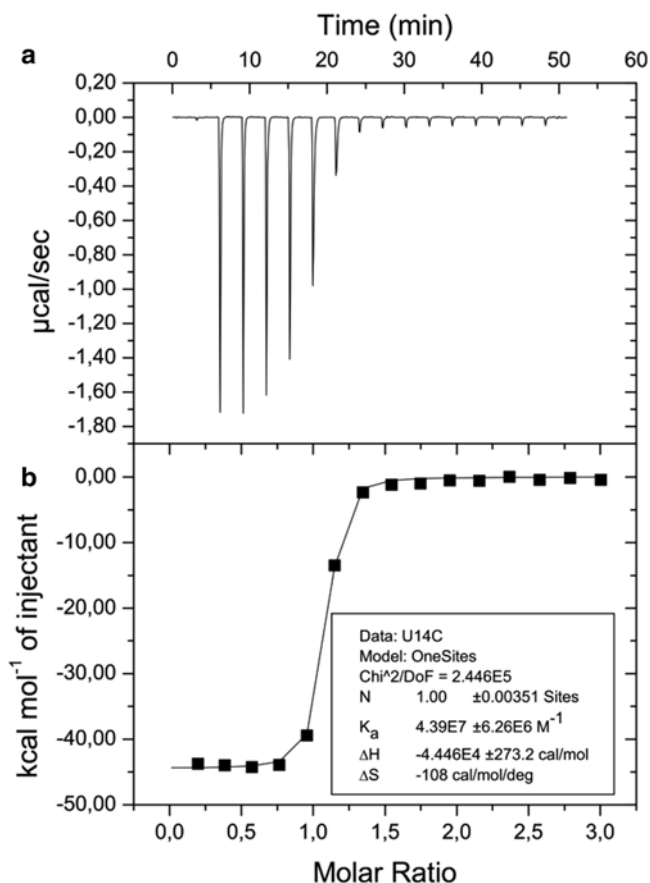 Time (min)
a
0 10 20 30 40 50 60
0,20
0,00
-0,20
-0,40
-0,60
-0,80
-1,00
-1,20
-1,40
-1,60
-1,80
µcal/sec
b
0,00
-10,00
-20,00
-30,00
-40,00
-50,00
kcal mol⁻¹ of injectant
Data: U14C
Model: OneSites
Chi^2/DoF = 2.446E5
N 1.00 ±0.00351 Sites
Kₐ 4.39E7 ±6.26E6 M⁻¹
ΔH -4.446E4 ±273.2 cal/mol
ΔS -108 cal/mol/deg
0,0 0,5 1,0 1,5 2,0 2,5 3,0
Molar Ratio